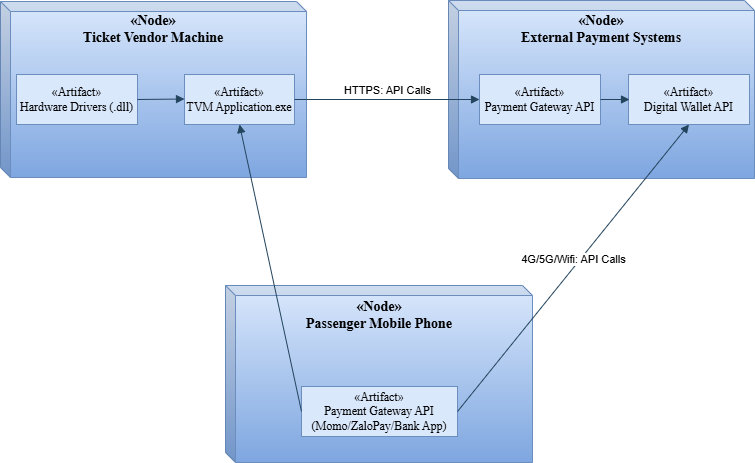 «Node»
Ticket Vendor Machine
«Artifact»
Hardware Drivers (.dll)
«Artifact»
TVM Application.exe
HTTPS: API Calls
«Node»
External Payment Systems
«Artifact»
Payment Gateway API
«Artifact»
Digital Wallet API
4G/5G/Wifi: API Calls
«Node»
Passenger Mobile Phone
«Artifact»
Payment Gateway API
(Momo/ZaloPay/Bank App)